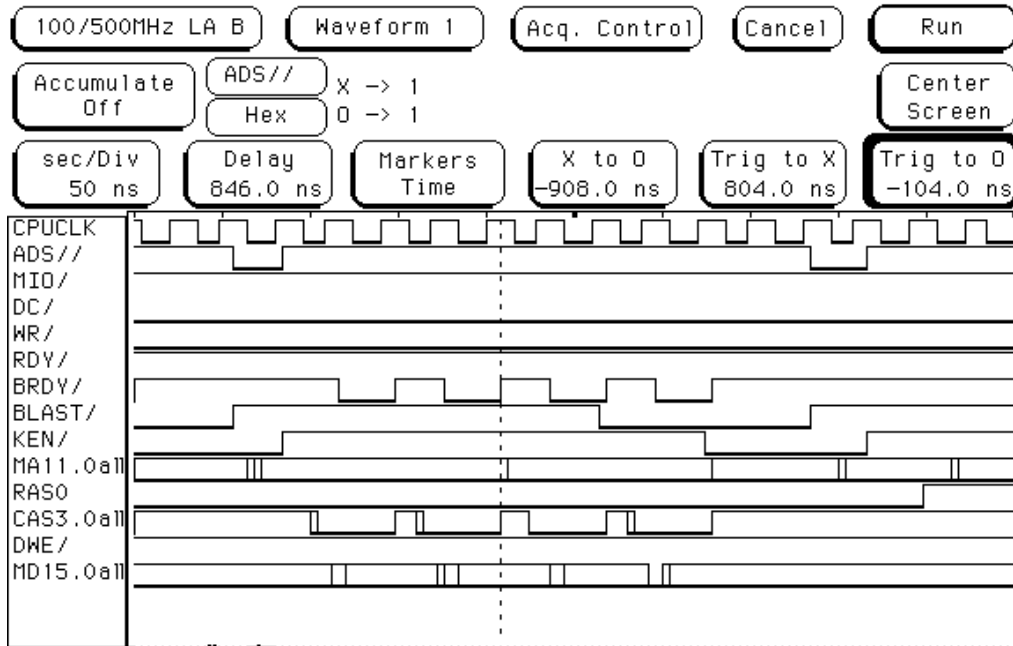 100/500MHz LA B Waveform 1 Acq. Control Cancel Run
Accumulate Off ADS// X -> 1 Center Screen
Hex O -> 1
sec/Div Delay Markers X to O Trig to X Trig to O
50 ns 846.0 ns Time -908.0 ns 804.0 ns -104.0 ns
CPUCLK
ADS//
MIO/
DC/
WR/
RDY/
BRDY/
BLAST/
KEN/
MA11.0all
RAS0
CAS3.0all
DWE/
MD15.0all